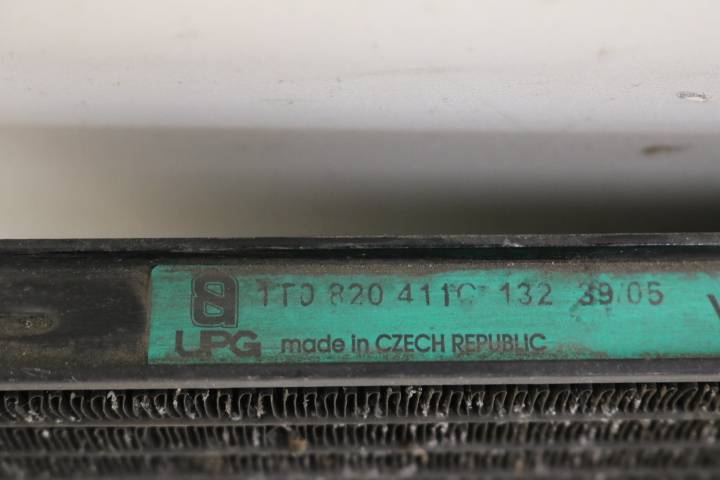 1T0 820 411C 132 39/05
UPG made in CZECH REPUBLIC